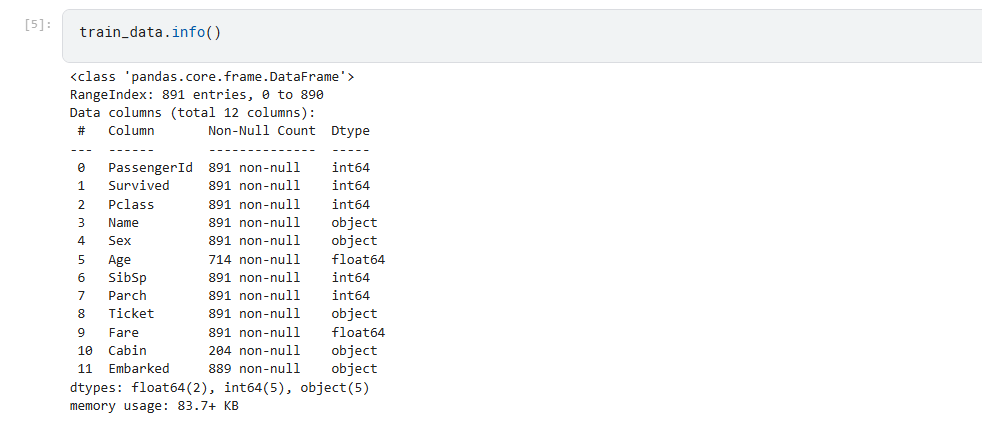 [5]:
train_data.info()
<class 'pandas.core.frame.DataFrame'>
RangeIndex: 891 entries, 0 to 890
Data columns (total 12 columns):
 #   Column       Non-Null Count  Dtype
---  ------       --------------  -----
 0   PassengerId  891 non-null    int64
 1   Survived     891 non-null    int64
 2   Pclass       891 non-null    int64
 3   Name         891 non-null    object
 4   Sex          891 non-null    object
 5   Age          714 non-null    float64
 6   SibSp        891 non-null    int64
 7   Parch        891 non-null    int64
 8   Ticket       891 non-null    object
 9   Fare         891 non-null    float64
 10  Cabin        204 non-null    object
 11  Embarked     889 non-null    object
dtypes: float64(2), int64(5), object(5)
memory usage: 83.7+ KB